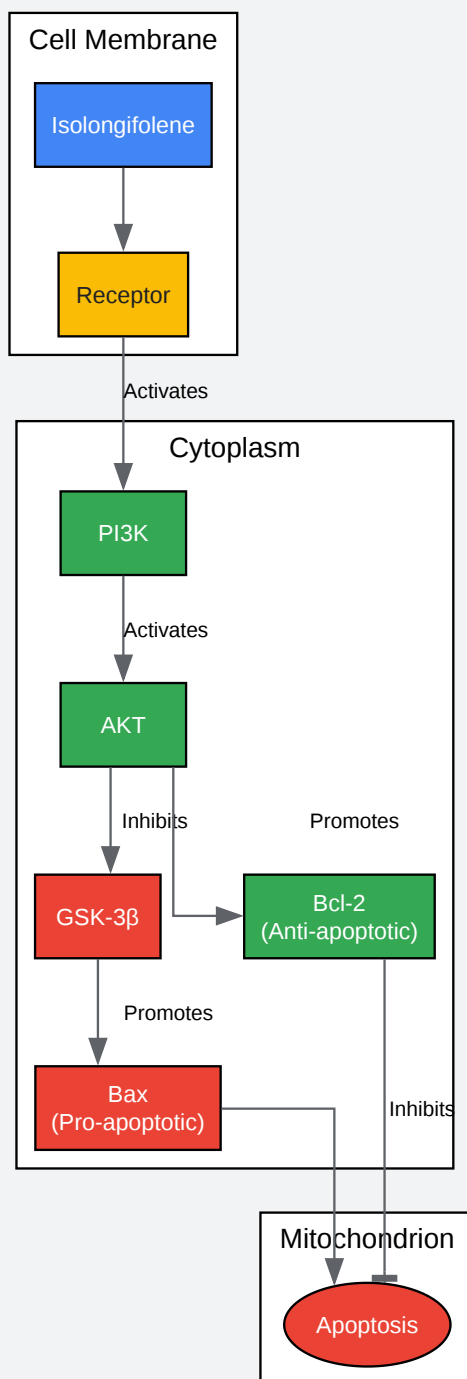 Cell Membrane
Isolongifolene
Receptor
Activates
Cytoplasm
PI3K
Activates
AKT
Inhibits
Promotes
GSK-3β
Bcl-2
(Anti-apoptotic)
Promotes
Bax
(Pro-apoptotic)
Inhibits
Mitochondrion
Apoptosis